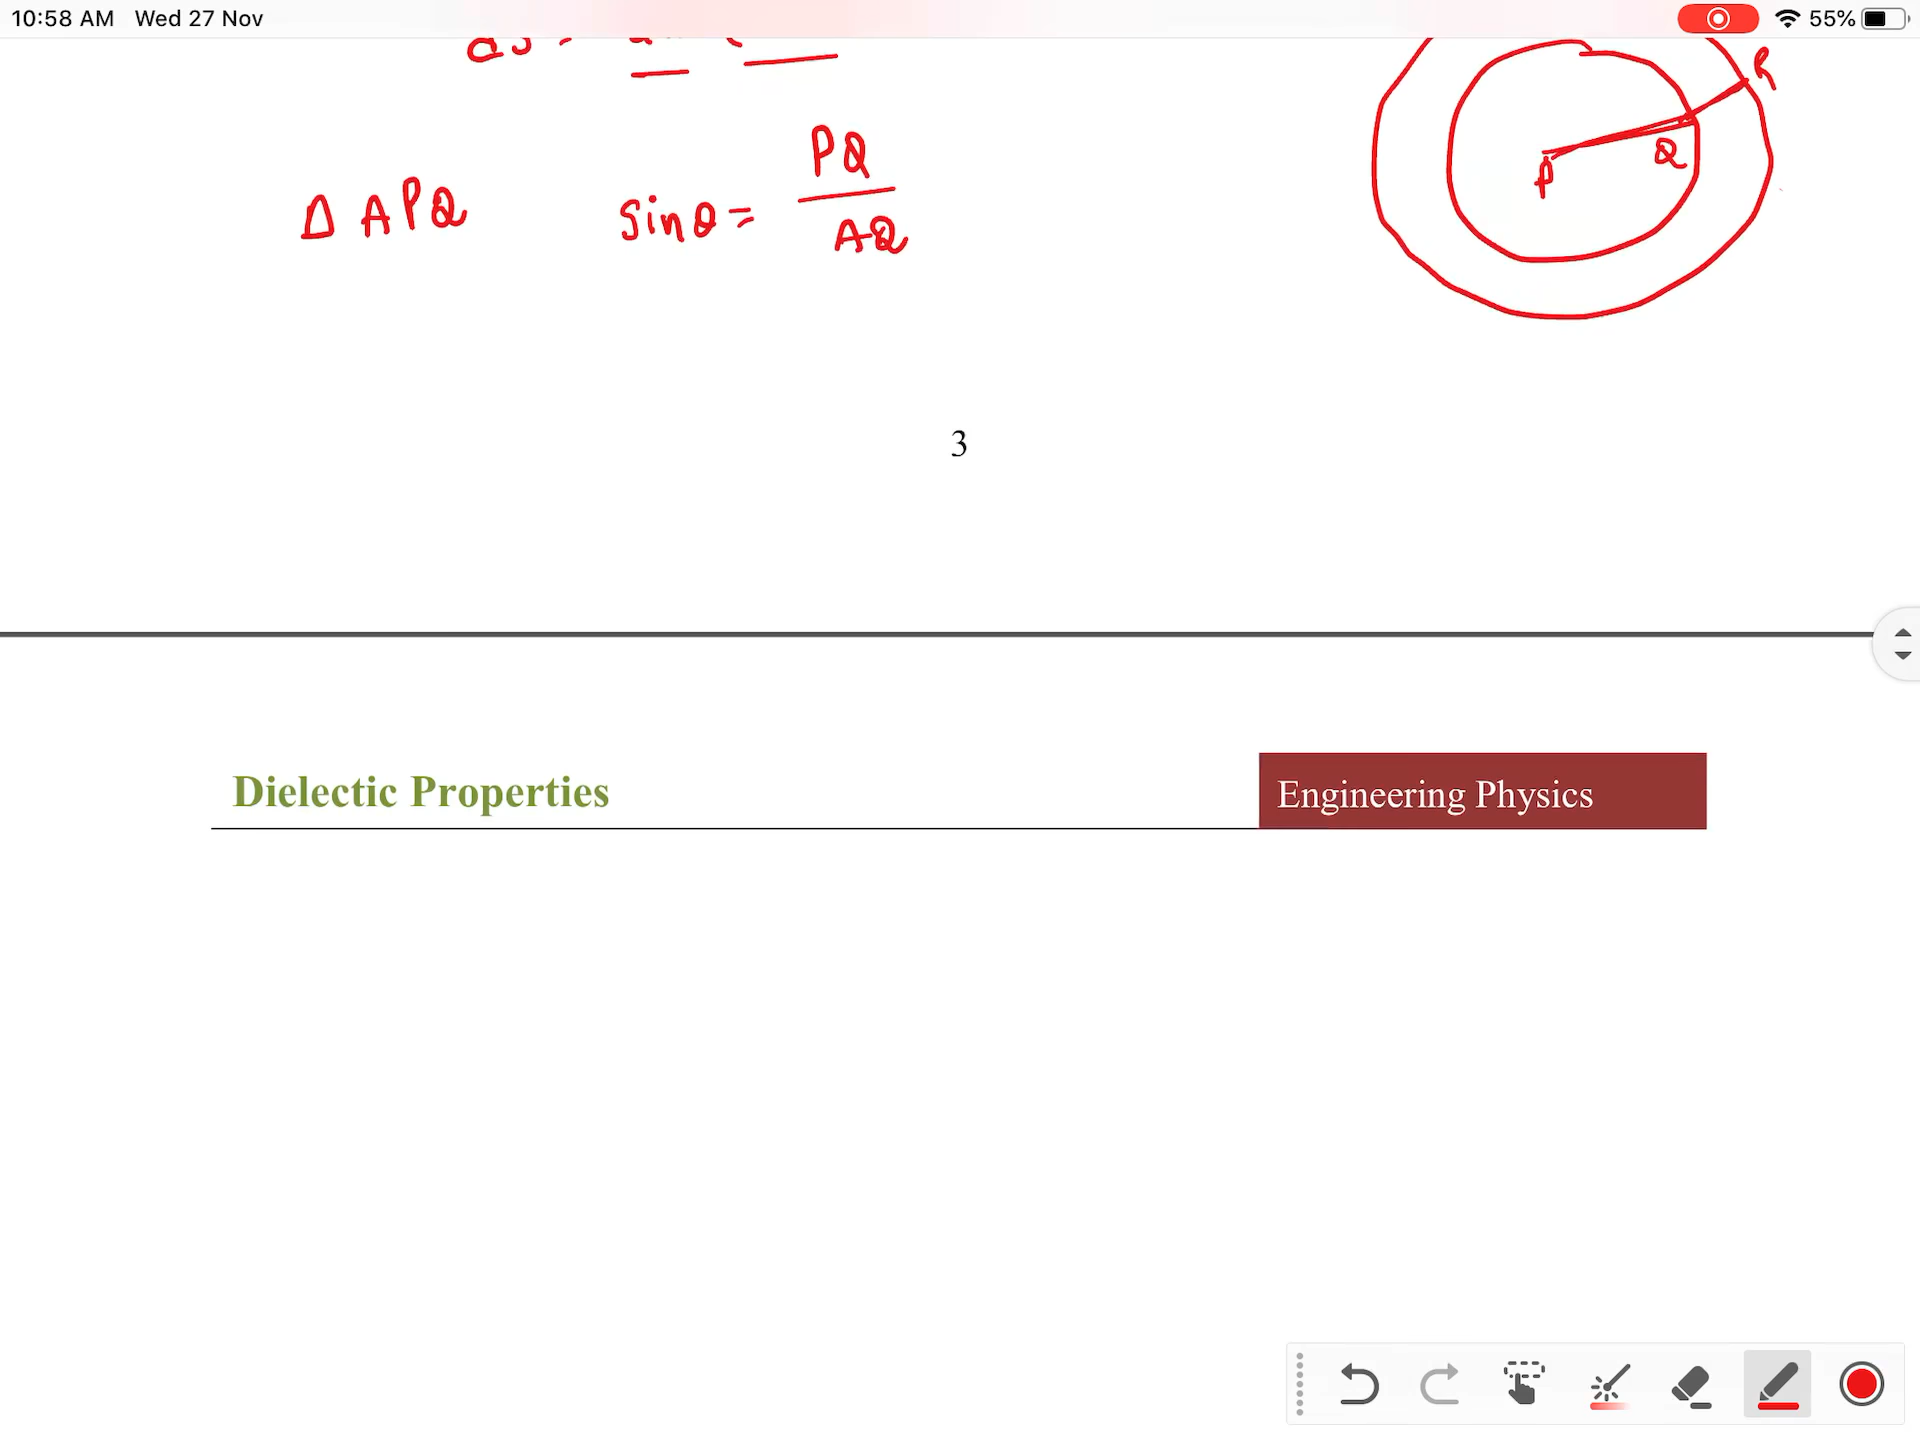 10:58 AM Wed 27 Nov 55%
R
PQ
Q
P
Δ APQ sinθ =
AQ
3
Dielectic Properties
Engineering Physics